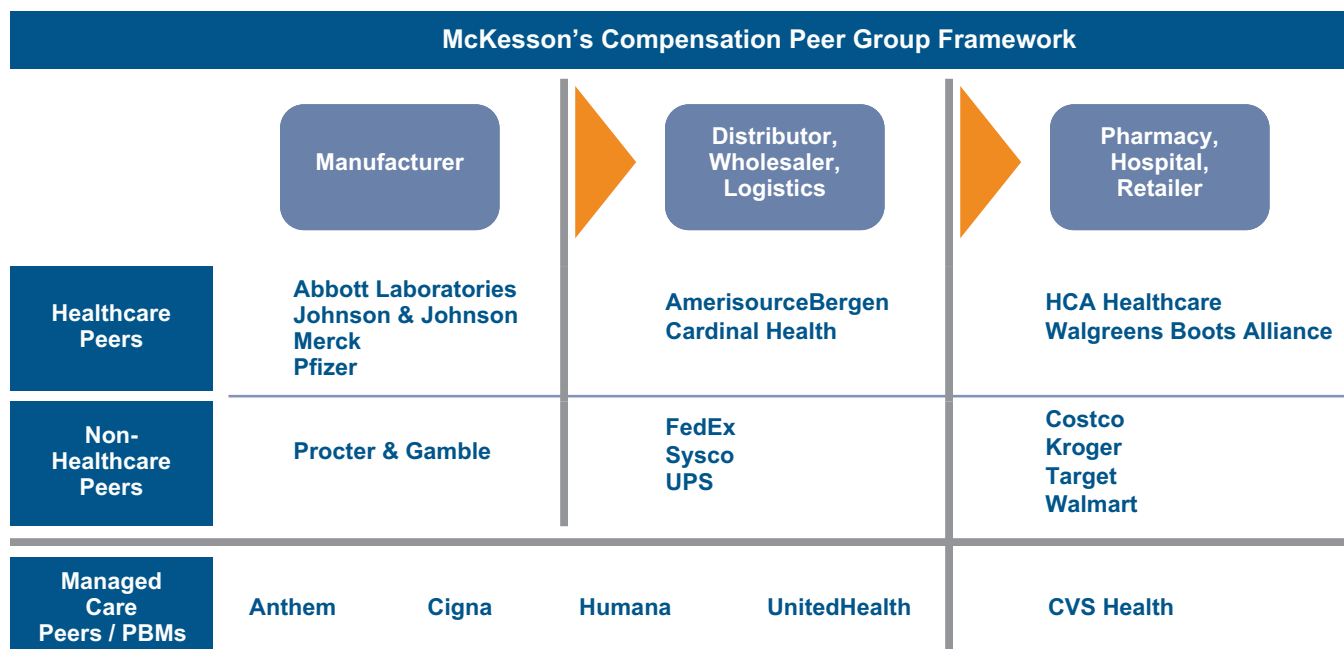 McKesson's Compensation Peer Group Framework
Manufacturer
Distributor,
Wholesaler,
Logistics
Pharmacy,
Hospital,
Retailer
Healthcare
Peers
Abbott Laboratories
Johnson & Johnson
Merck
Pfizer
AmerisourceBergen
Cardinal Health
HCA Healthcare
Walgreens Boots Alliance
Non-
Healthcare
Peers
Procter & Gamble
FedEx
Sysco
UPS
Costco
Kroger
Target
Walmart
Managed
Care
Peers / PBMs
Anthem Cigna Humana UnitedHealth CVS Health